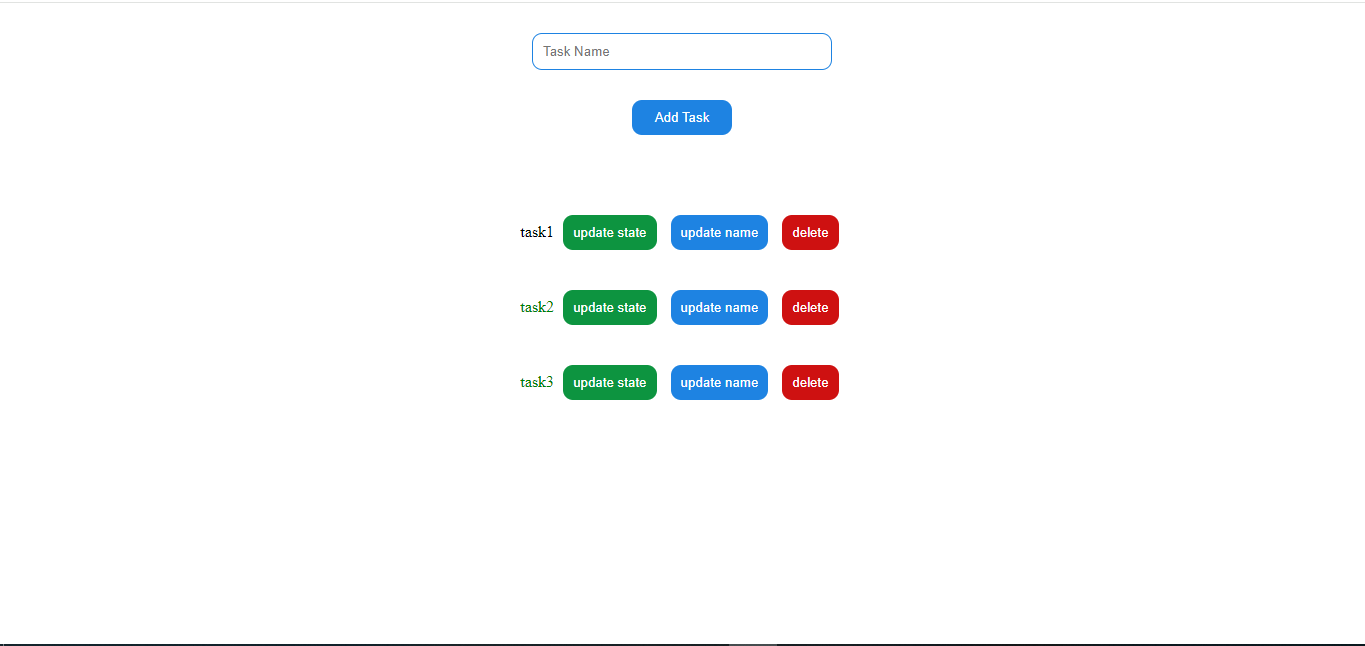 Task Name
Add Task
task1 update state update name delete
task2 update state update name delete
task3 update state update name delete